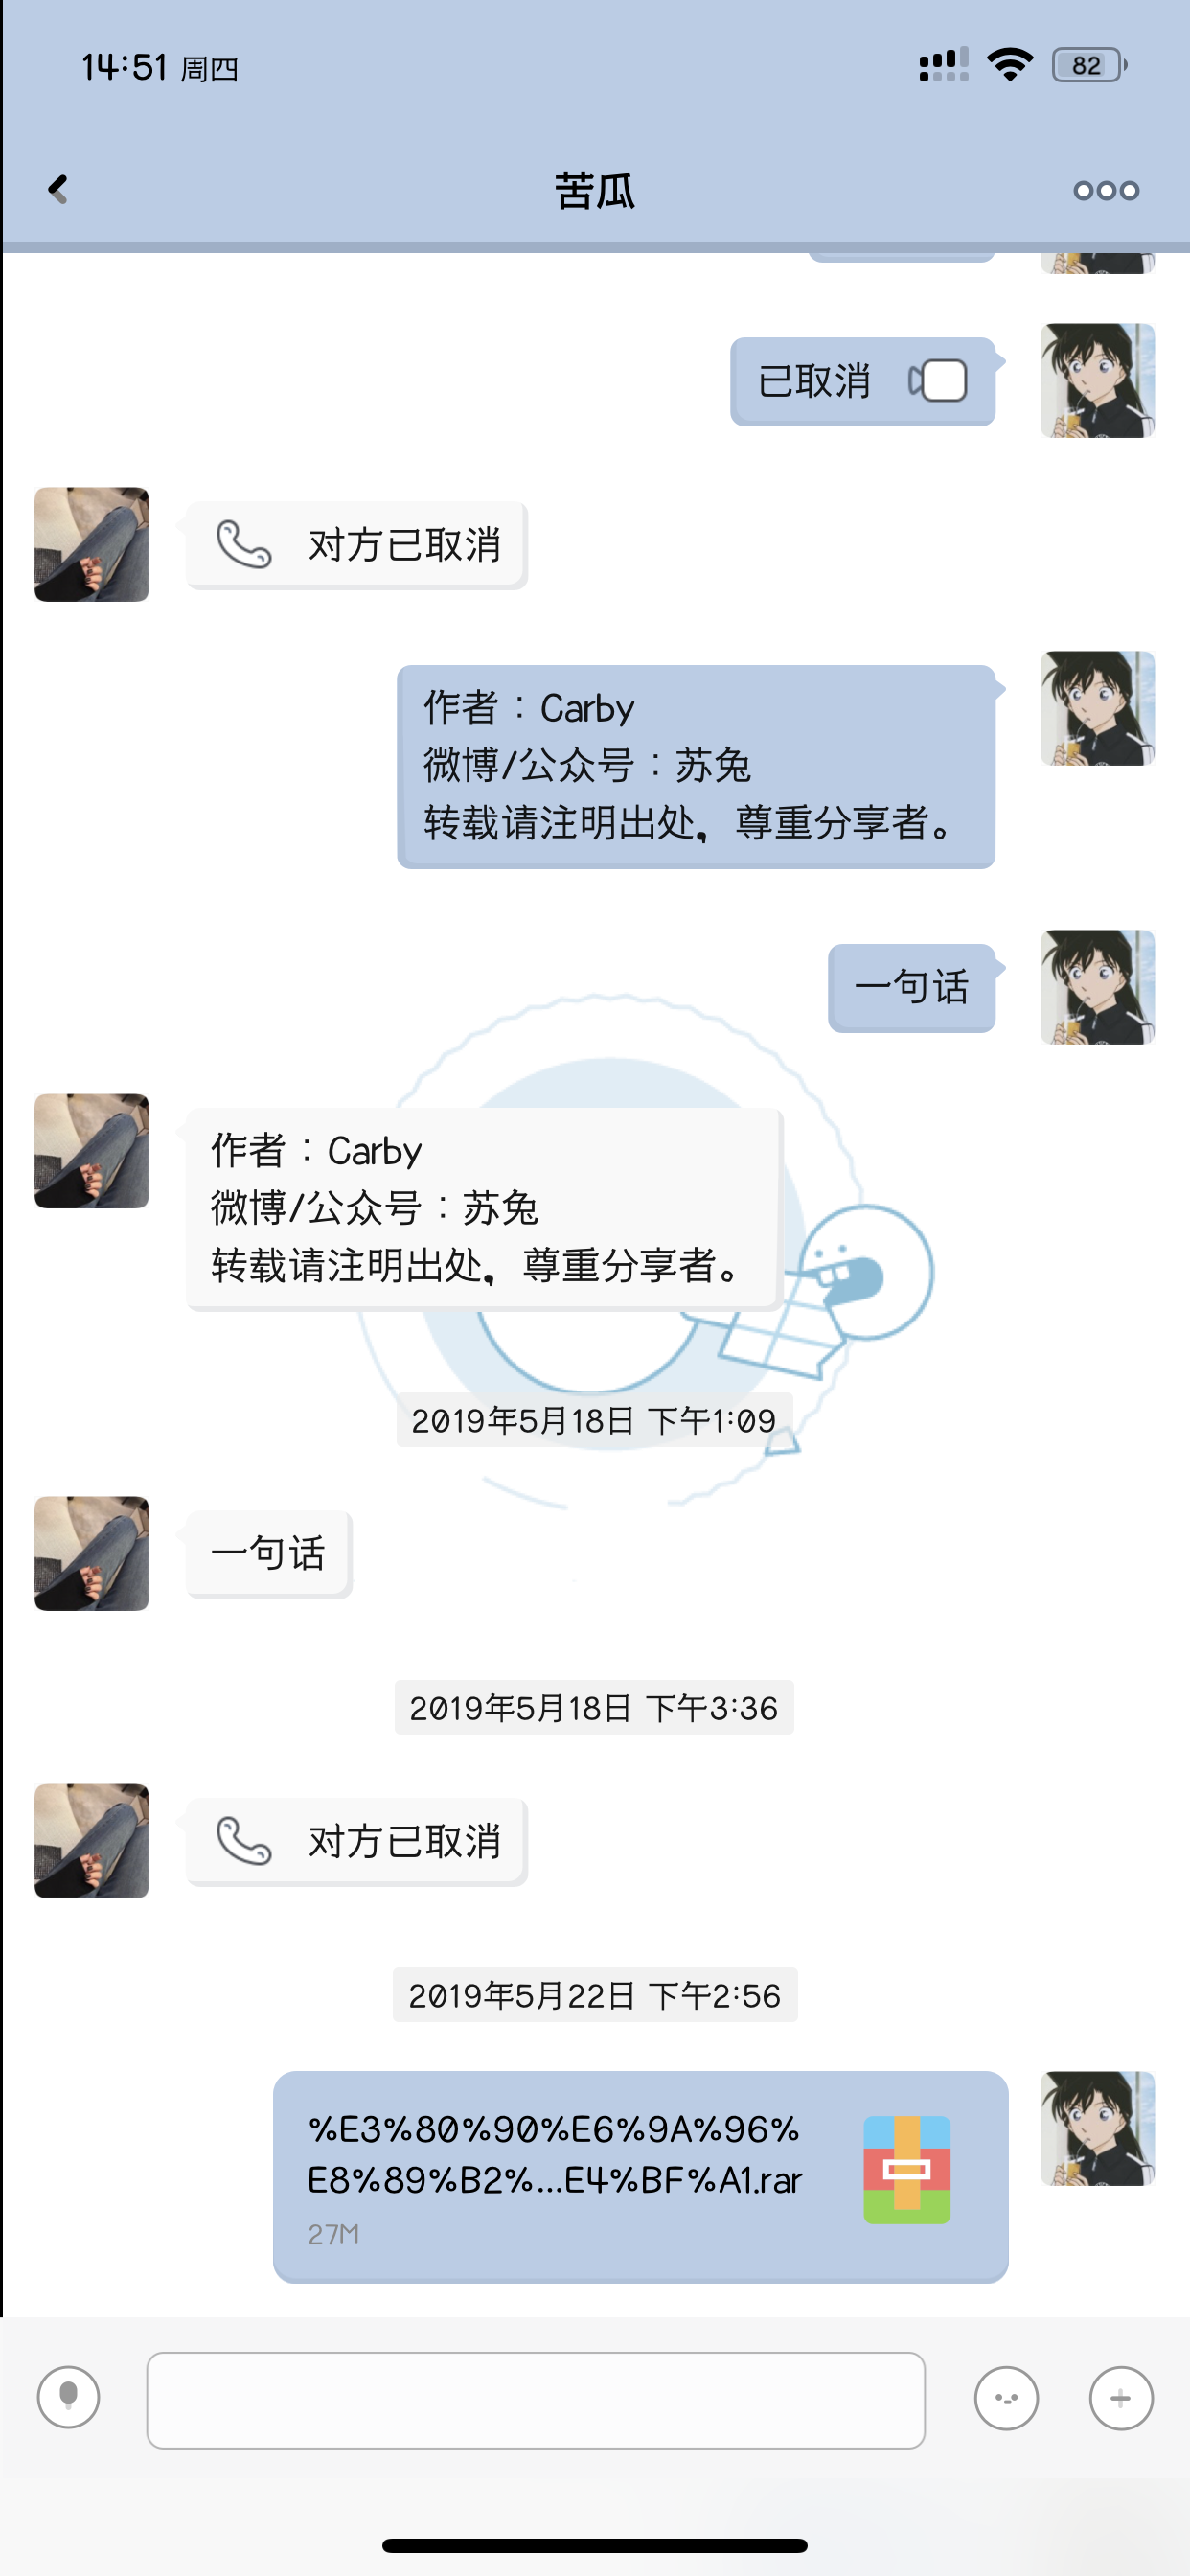 14:51 周四
82
苦瓜
已取消
对方已取消
作者：Carby
微博/公众号：苏兔
转载请注明出处，尊重分享者。
一句话
作者：Carby
微博/公众号：苏兔
转载请注明出处，尊重分享者。
2019年5月18日 下午1:09
一句话
2019年5月18日 下午3:36
对方已取消
2019年5月22日 下午2:56
%E3%80%90%E6%9A%96%
E8%89%B2%...E4%BF%A1.rar
27M